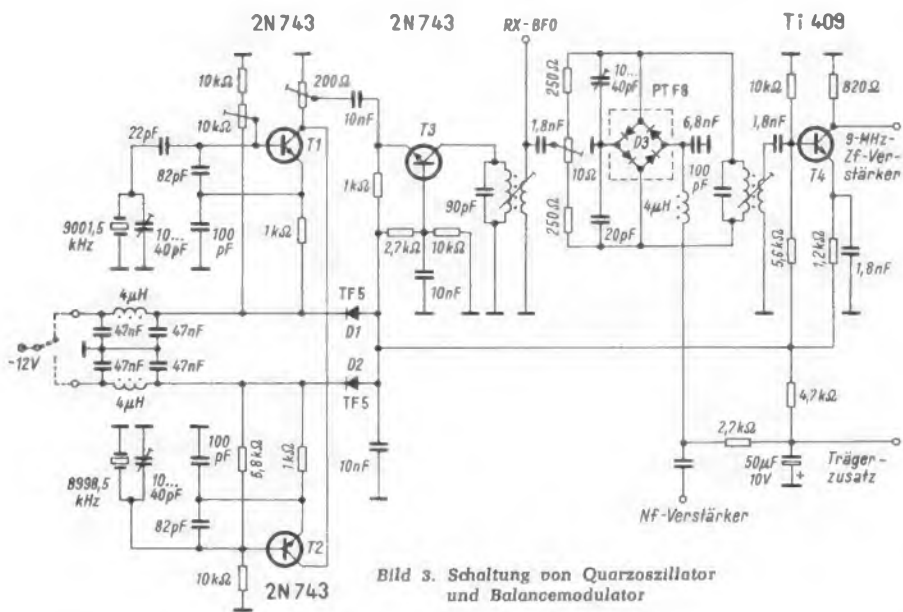 2N743
2N743
RX-BFO
Ti 409
10kΩ
10kΩ
22pF
82pF
100
pF
9001,5
kHz
10...
40pF
T1
1kΩ
200Ω
10nF
T3
1kΩ
2,7kΩ
10kΩ
10nF
90pF
1,8nF
250Ω
250Ω
10...
40pF
10Ω
20pF
PTF8
D3
6,8nF
4µH
100
pF
1,8nF
10kΩ
820Ω
T4
9-MHz-
Zf-Ver-
stärker
5,6kΩ
1,2kΩ
1,8nF
4µH
47nF
47nF
47nF
47nF
4µH
-12V
TF5
D1
D2
TF5
10nF
4,7kΩ
2,7kΩ
50µF
10V
+
Träger-
zusatz
Nf-Verstärker
8998,5
kHz
10...
40pF
100
pF
82pF
6,8kΩ
1kΩ
T2
10kΩ
2N743
Bild 3. Schaltung von Quarzoszillator
und Balancemodulator